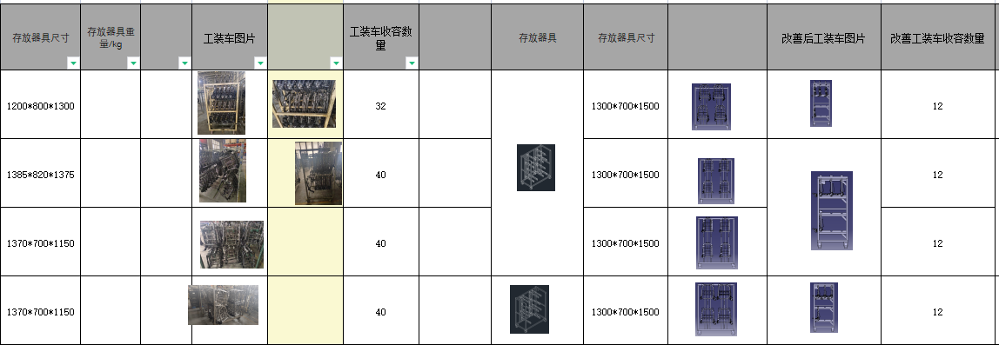 存放器具尺寸
存放器具重
量/kg
工装车图片
工装车收容数
量
存放器具
存放器具尺寸
改善后工装车图片
改善工装车收容数量
1200*800*1300
32
1300*700*1500
12
1385*820*1375
40
1300*700*1500
12
1370*700*1150
40
1300*700*1500
12
1370*700*1150
40
1300*700*1500
12